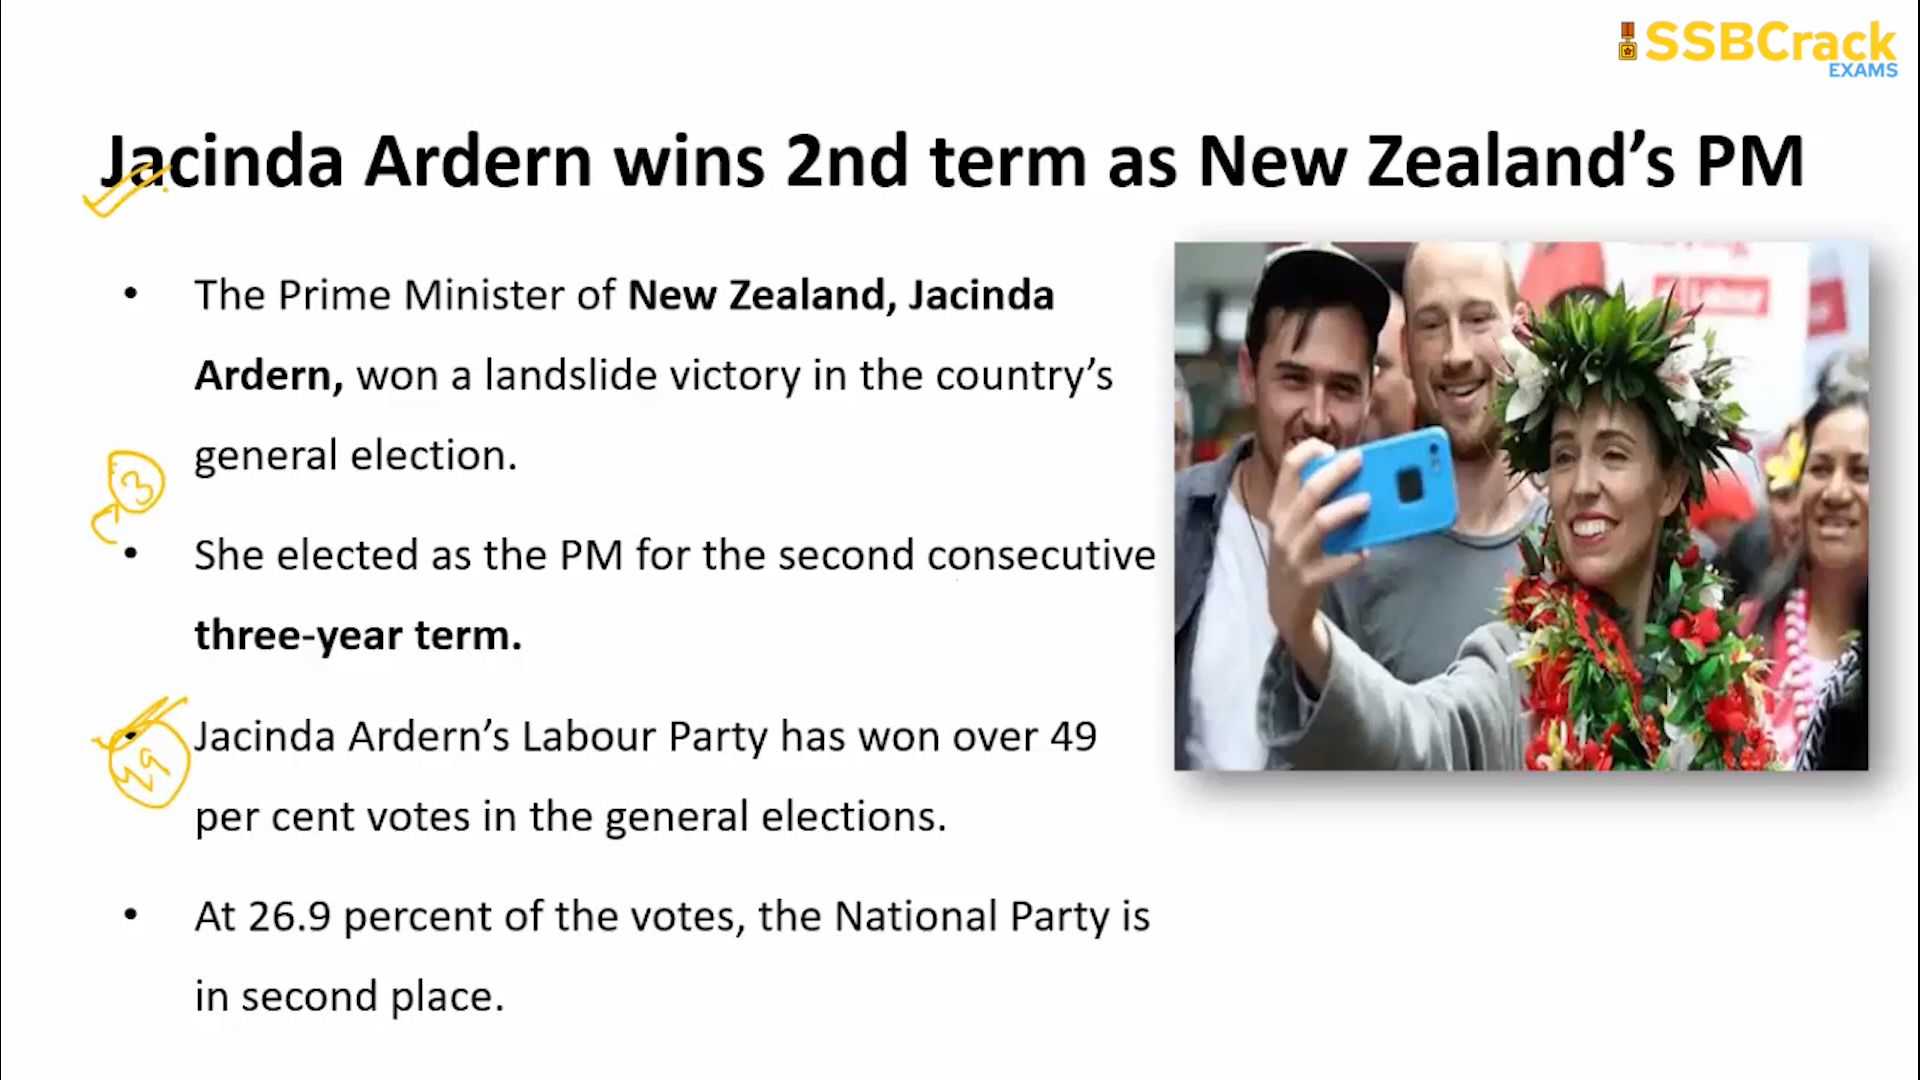 SSBCrack
EXAMS
Jacinda Ardern wins 2nd term as New Zealand’s PM
• The Prime Minister of New Zealand, Jacinda
Ardern, won a landslide victory in the country’s
general election.
3
• She elected as the PM for the second consecutive
three-year term.
• Jacinda Ardern’s Labour Party has won over 49
49
per cent votes in the general elections.
• At 26.9 percent of the votes, the National Party is
in second place.
Labour